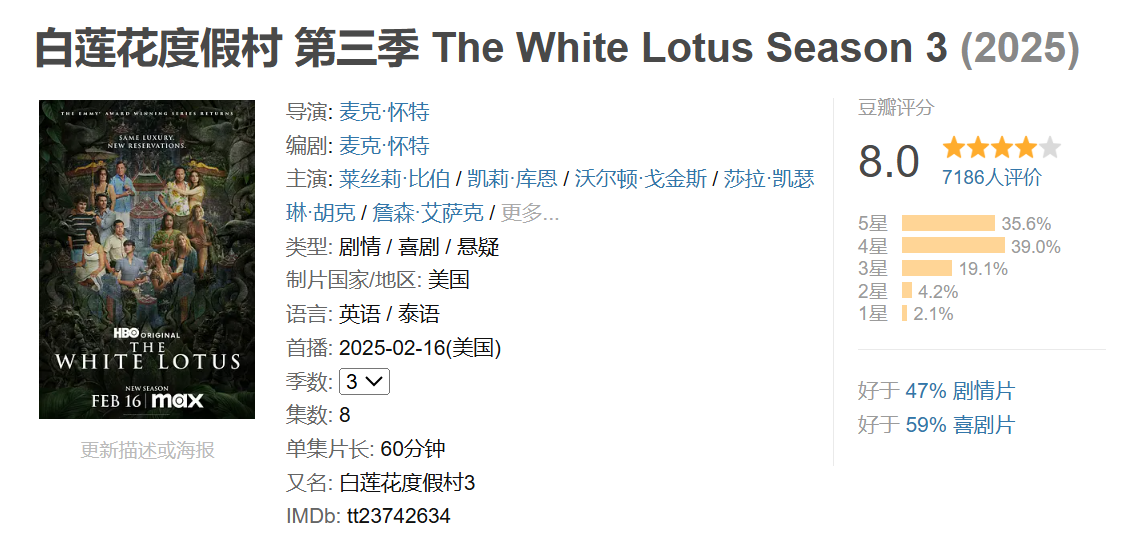 白莲花度假村 第三季 The White Lotus Season 3 (2025)
THE EMMY® AWARD WINNING SERIES RETURNS
SAME LUXURY.
NEW RESERVATIONS.
HBO ORIGINAL
THE
WHITE LOTUS
NEW SEASON
FEB 16 max
更新描述或海报
导演: 麦克·怀特
编剧: 麦克·怀特
主演: 莱丝莉·比伯 / 凯莉·库恩 / 沃尔顿·戈金斯 / 莎拉·凯瑟
琳·胡克 / 詹森·艾萨克 / 更多...
类型: 剧情 / 喜剧 / 悬疑
制片国家/地区: 美国
语言: 英语 / 泰语
首播: 2025-02-16(美国)
季数: 3
集数: 8
单集片长: 60分钟
又名: 白莲花度假村3
IMDb: tt23742634
豆瓣评分
8.0
7186人评价
5星 35.6%
4星 39.0%
3星 19.1%
2星 4.2%
1星 2.1%
好于 47% 剧情片
好于 59% 喜剧片